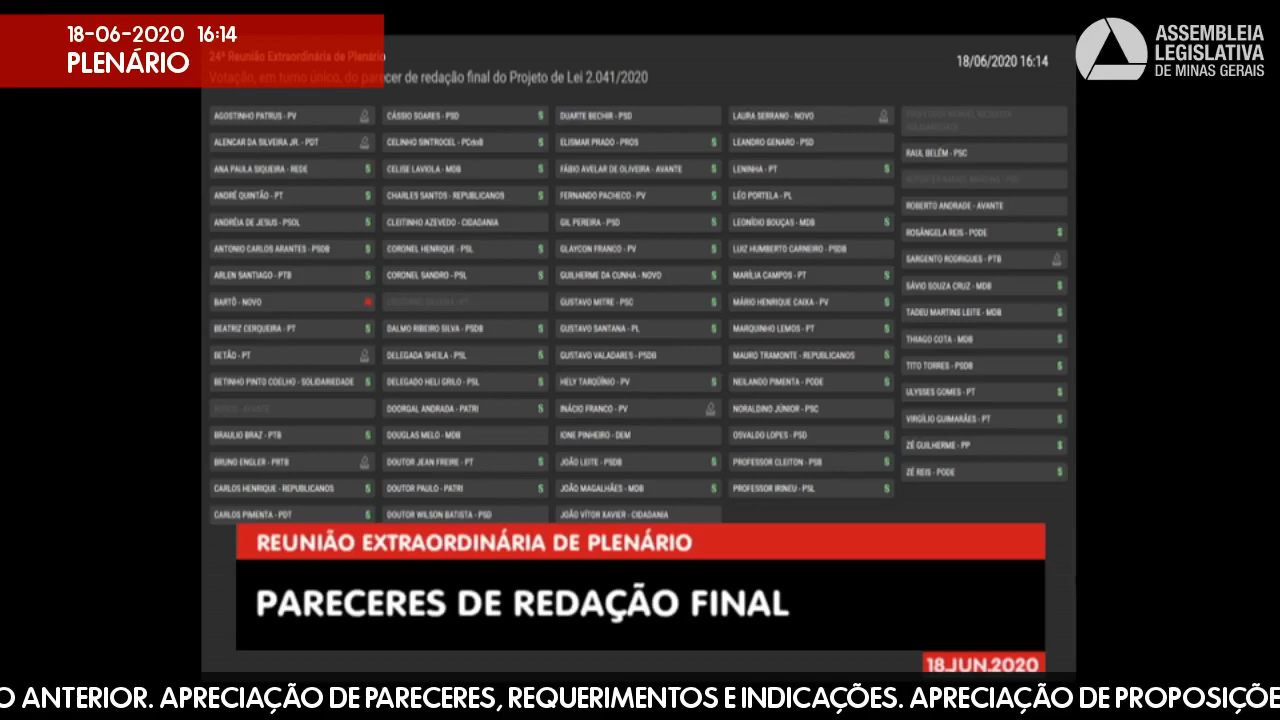 18-06-2020 16:14
PLENÁRIO
ASSEMBLEIA
LEGISLATIVA
DE MINAS GERAIS
24ª Reunião Extraordinária de Plenário
18/06/2020 16:14
Votação, em turno único, do parecer de redação final do Projeto de Lei 2.041/2020
AGOSTINHO PATRUS - PV
ALENCAR DA SILVEIRA JR. - PDT
ANA PAULA SIQUEIRA - REDE S
ANDRÉ QUINTÃO - PT S
ANDRÉIA DE JESUS - PSOL S
ANTONIO CARLOS ARANTES - PSDB S
ARLEN SANTIAGO - PTB S
BARTÔ - NOVO
BEATRIZ CERQUEIRA - PT S
BETÃO - PT
BETINHO PINTO COELHO - SOLIDARIEDADE S
BRAULIO BRAZ - PTB S
BRUNO ENGLER - PRTB
CARLOS HENRIQUE - REPUBLICANOS S
CARLOS PIMENTA - PDT S
CÁSSIO SOARES - PSD S
CELINHO SINTROCEL - PCdoB S
CELISE LAVIOLA - MDB S
CHARLES SANTOS - REPUBLICANOS S
CLEITINHO AZEVEDO - CIDADANIA
CORONEL HENRIQUE - PSL S
CORONEL SANDRO - PSL S
DALMO RIBEIRO SILVA - PSDB S
DELEGADA SHEILA - PSL S
DELEGADO HELI GRILO - PSL S
DOORGAL ANDRADA - PATRI S
DOUGLAS MELO - MDB
DOUTOR JEAN FREIRE - PT S
DOUTOR PAULO - PATRI S
DOUTOR WILSON BATISTA - PSD
DUARTE BECHIR - PSD
ELISMAR PRADO - PROS S
FÁBIO AVELAR DE OLIVEIRA - AVANTE S
FERNANDO PACHECO - PV S
GIL PEREIRA - PSD S
GLAYCON FRANCO - PV S
GUILHERME DA CUNHA - NOVO S
GUSTAVO MITRE - PSC S
GUSTAVO SANTANA - PL S
GUSTAVO VALADARES - PSDB
HELY TARQÜÍNIO - PV S
INÁCIO FRANCO - PV
IONE PINHEIRO - DEM
JOÃO LEITE - PSDB S
JOÃO MAGALHÃES - MDB S
JOÃO VÍTOR XAVIER - CIDADANIA
LAURA SERRANO - NOVO
LEANDRO GENARO - PSD
LENINHA - PT S
LÉO PORTELA - PL
LEONÍDIO BOUÇAS - MDB S
LUIZ HUMBERTO CARNEIRO - PSDB
MARÍLIA CAMPOS - PT S
MÁRIO HENRIQUE CAIXA - PV S
MARQUINHO LEMOS - PT S
MAURO TRAMONTE - REPUBLICANOS S
NEILANDO PIMENTA - PODE S
NORALDINO JÚNIOR - PSC
OSVALDO LOPES - PSD S
PROFESSOR CLEITON - PSB S
PROFESSOR IRINEU - PSL S
RAUL BELÉM - PSC
ROBERTO ANDRADE - AVANTE
ROSÂNGELA REIS - PODE S
SARGENTO RODRIGUES - PTB
SÁVIO SOUZA CRUZ - MDB S
TADEU MARTINS LEITE - MDB S
THIAGO COTA - MDB S
TITO TORRES - PSDB S
ULYSSES GOMES - PT S
VIRGÍLIO GUIMARÃES - PT S
ZÉ GUILHERME - PP S
ZÉ REIS - PODE S
REUNIÃO EXTRAORDINÁRIA DE PLENÁRIO
PARECERES DE REDAÇÃO FINAL
18.JUN.2020
O ANTERIOR. APRECIAÇÃO DE PARECERES, REQUERIMENTOS E INDICAÇÕES. APRECIAÇÃO DE PROPOSIÇÕE